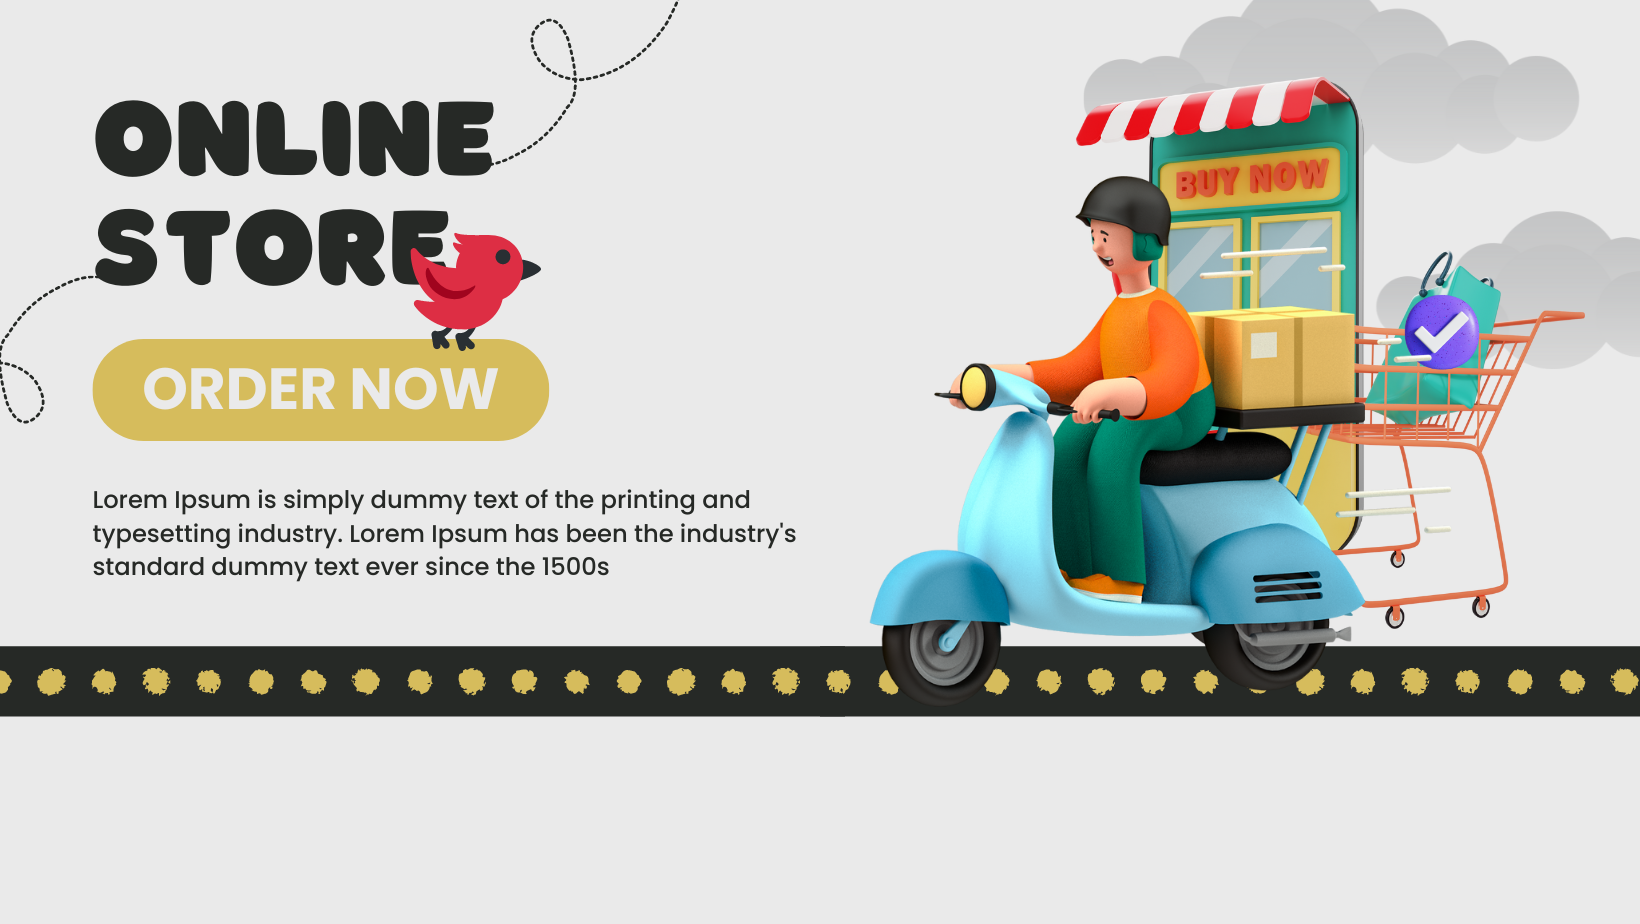 ONLINE
STORE
ORDER NOW
Lorem Ipsum is simply dummy text of the printing and
typesetting industry. Lorem Ipsum has been the industry's
standard dummy text ever since the 1500s
BUY NOW